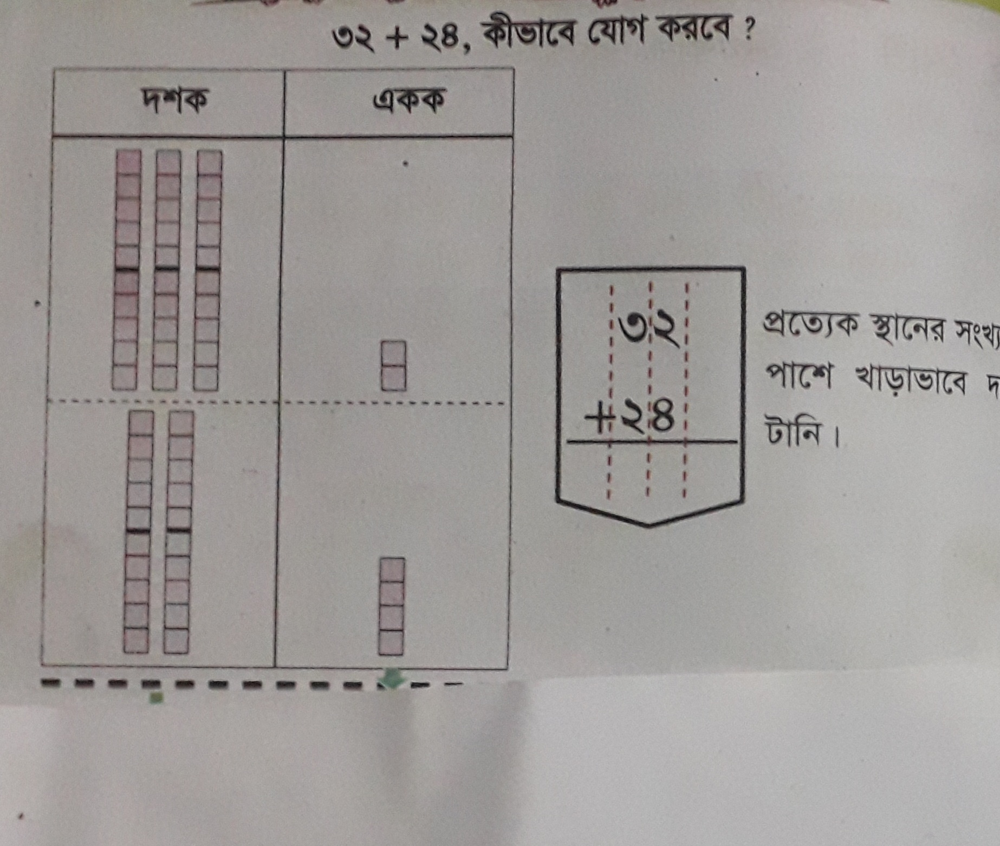 ৩২ + ২৪, কীভাবে যোগ করবে ?
দশক
একক
৩২
+২৪
প্রত্যেক স্থানের
পাশে খাড়াভাবে
টানি।